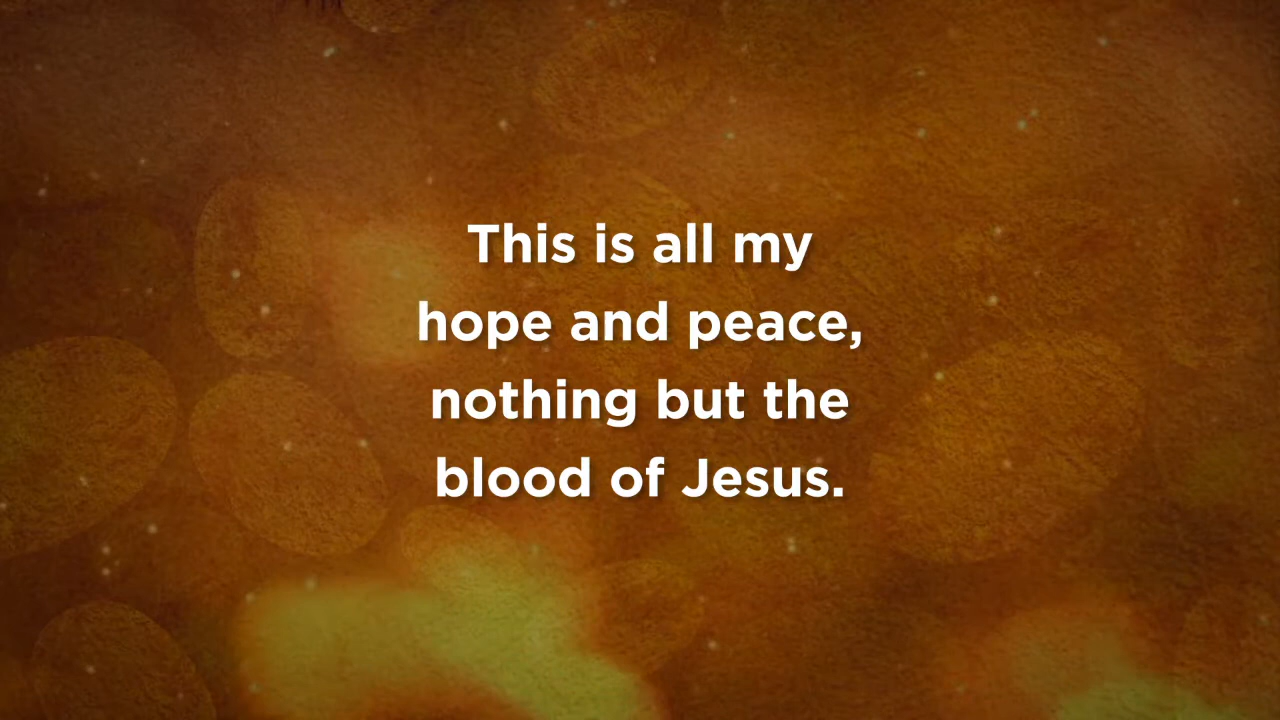 This is all my
hope and peace,
nothing but the
blood of Jesus.